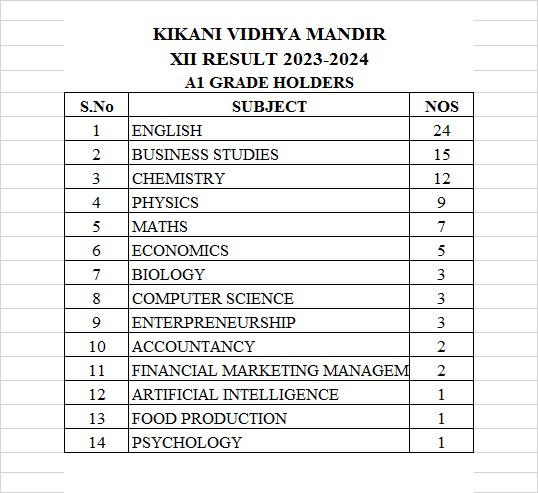 KIKANI VIDHYA MANDIR
XII RESULT 2023-2024
A1 GRADE HOLDERS
S.No SUBJECT NOS
1 ENGLISH 24
2 BUSINESS STUDIES 15
3 CHEMISTRY 12
4 PHYSICS 9
5 MATHS 7
6 ECONOMICS 5
7 BIOLOGY 3
8 COMPUTER SCIENCE 3
9 ENTERPRENEURSHIP 3
10 ACCOUNTANCY 2
11 FINANCIAL MARKETING MANAGEM 2
12 ARTIFICIAL INTELLIGENCE 1
13 FOOD PRODUCTION 1
14 PSYCHOLOGY 1